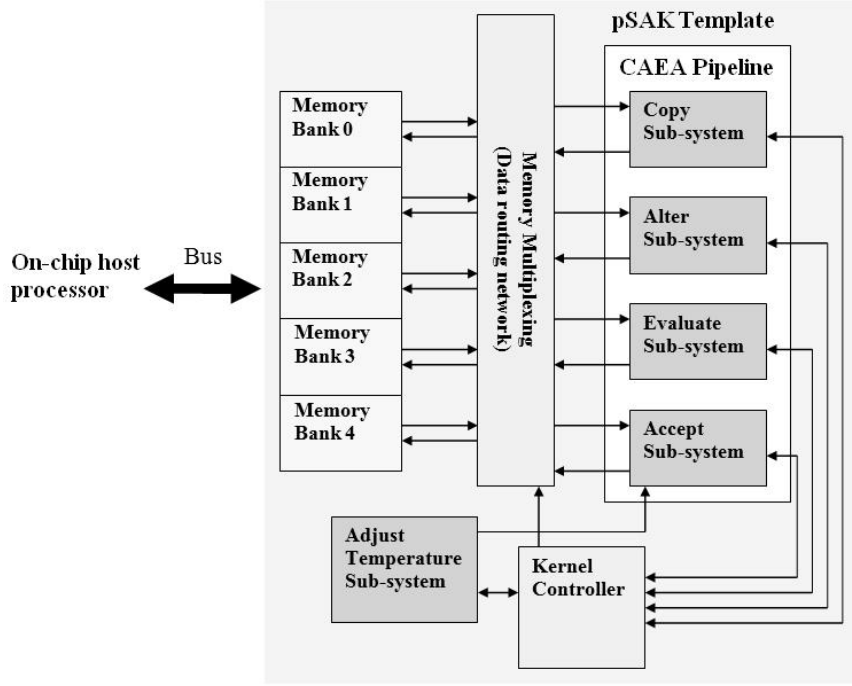 pSAK Template
CAEA Pipeline
Memory
Bank 0
Memory
Bank 1
Memory
Bank 2
Memory
Bank 3
Memory
Bank 4
Memory Multiplexing
(Data routing network)
Copy
Sub-system
Alter
Sub-system
Evaluate
Sub-system
Accept
Sub-system
On-chip host
processor
Bus
Adjust
Temperature
Sub-system
Kernel
Controller